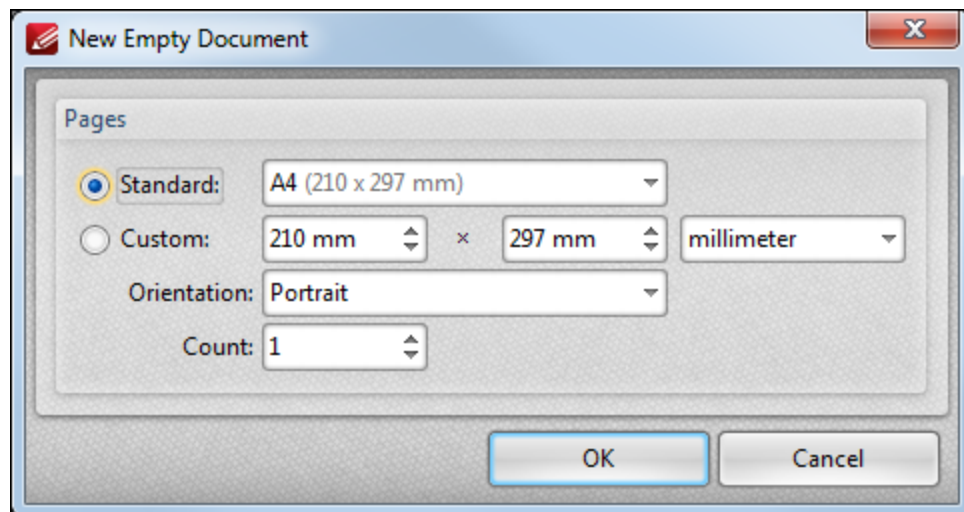 New Empty Document
Pages
Standard: A4 (210 x 297 mm)
Custom: 210 mm × 297 mm millimeter
Orientation: Portrait
Count: 1
OK Cancel